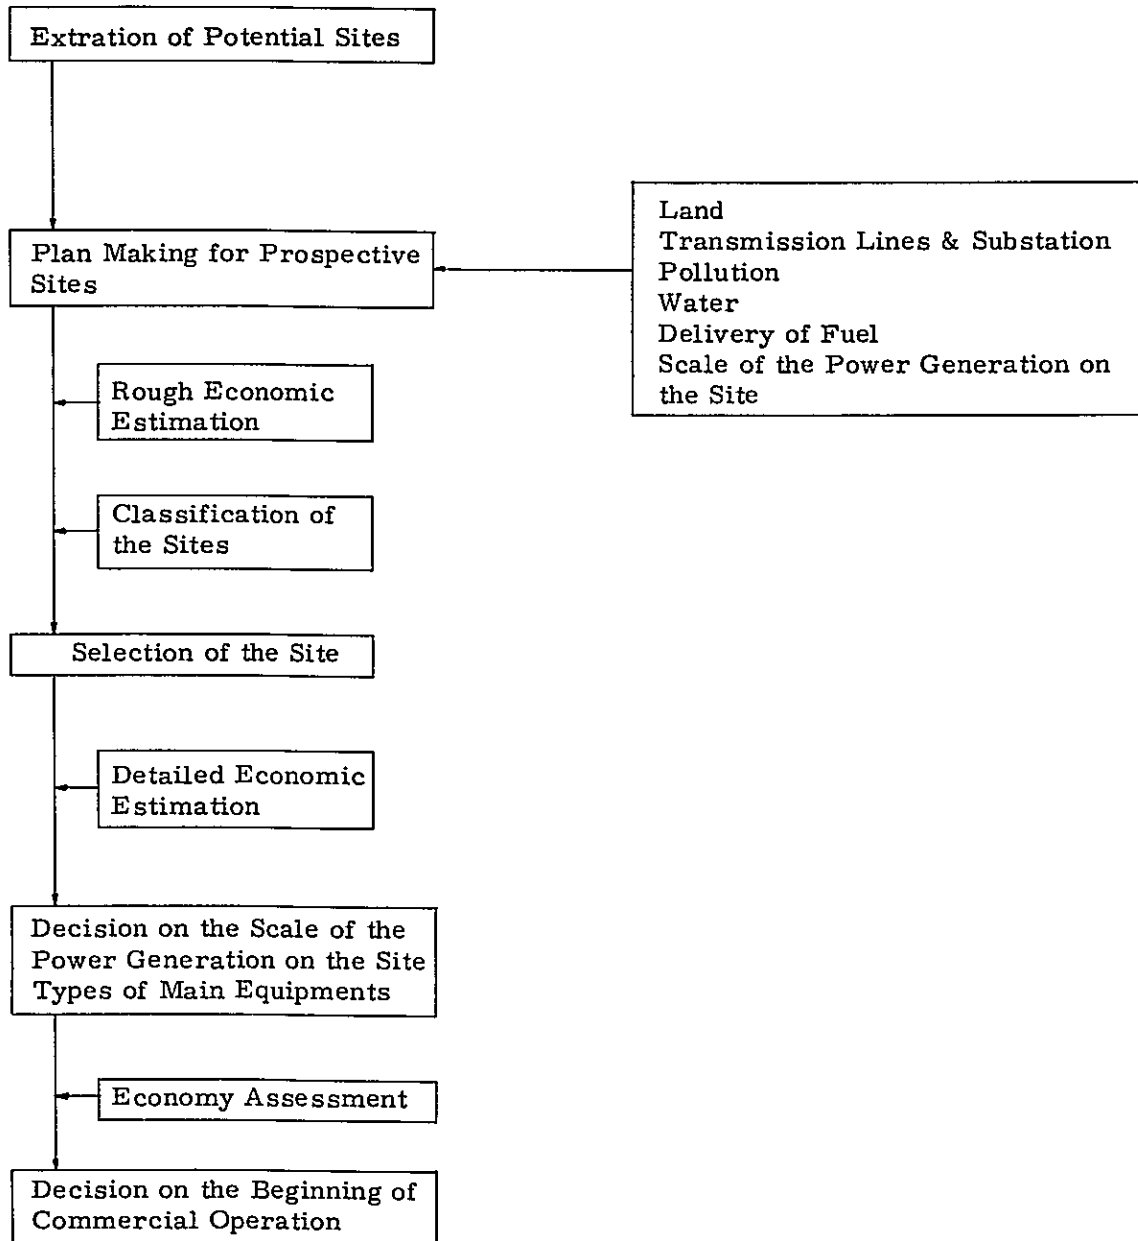 Extration of Potential Sites
Plan Making for Prospective
Sites
Land
Transmission Lines & Substation
Pollution
Water
Delivery of Fuel
Scale of the Power Generation on
the Site
Rough Economic
Estimation
Classification of
the Sites
Selection of the Site
Detailed Economic
Estimation
Decision on the Scale of the
Power Generation on the Site
Types of Main Equipments
Economy Assessment
Decision on the Beginning of
Commercial Operation